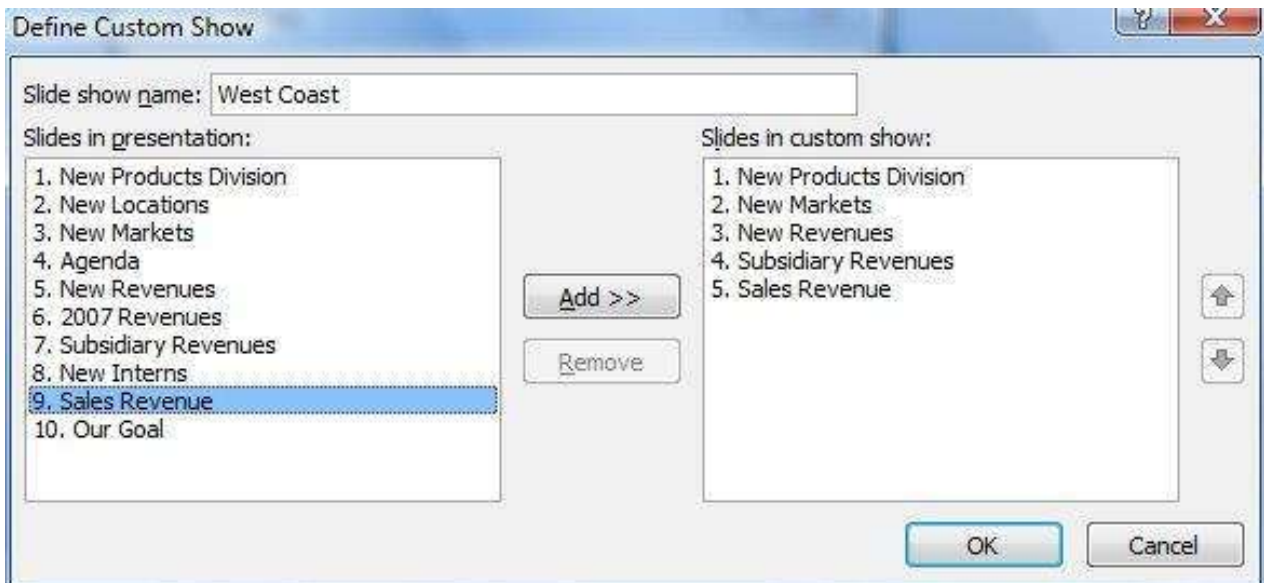 Define Custom Show
Slide show name: West Coast
Slides in presentation:
1. New Products Division
2. New Locations
3. New Markets
4. Agenda
5. New Revenues
6. 2007 Revenues
7. Subsidiary Revenues
8. New Interns
9. Sales Revenue
10. Our Goal
Add >>
Remove
Slides in custom show:
1. New Products Division
2. New Markets
3. New Revenues
4. Subsidiary Revenues
5. Sales Revenue
OK
Cancel